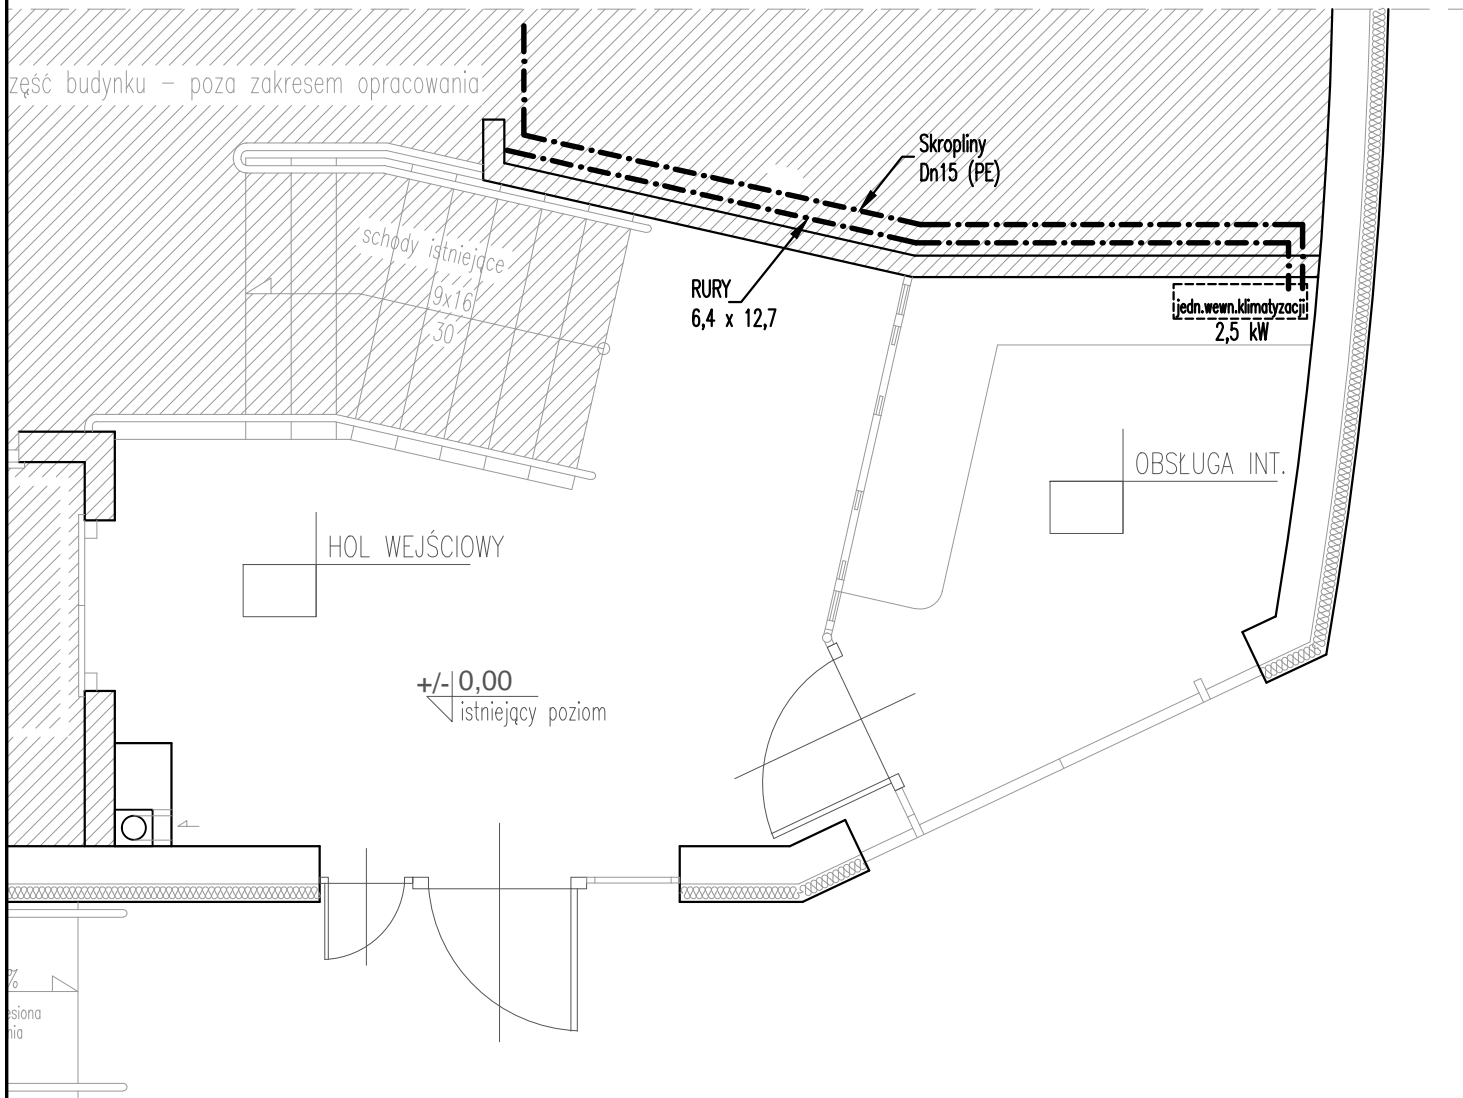 zęść budynku – poza zakresem opracowania
Skropliny
Dn15 (PE)
schody istniejące
9x16
30
RURY
6,4 x 12,7
jedn.wewn.klimatyzacji
2,5 kW
OBSŁUGA INT.
HOL WEJŚCIOWY
+/- 0,00
istniejący poziom
%
esiona
nia